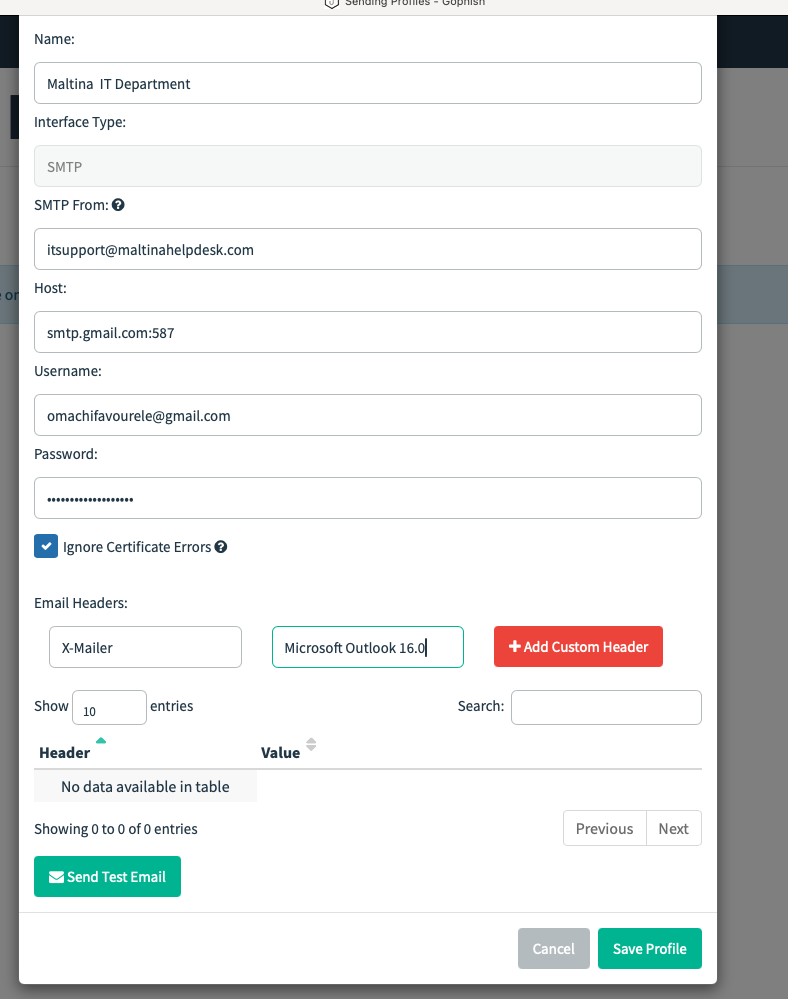 Sending Profiles - Gophish
Name:
Maltina  IT Department
Interface Type:
SMTP
SMTP From:
itsupport@maltinahelpdesk.com
Host:
smtp.gmail.com:587
Username:
omachifavourele@gmail.com
Password:
•••••••••••••••••••
Ignore Certificate Errors
Email Headers:
X-Mailer Microsoft Outlook 16.0 Add Custom Header
Show 10 entries Search:
Header Value
No data available in table
Showing 0 to 0 of 0 entries Previous Next
Send Test Email
Cancel Save Profile